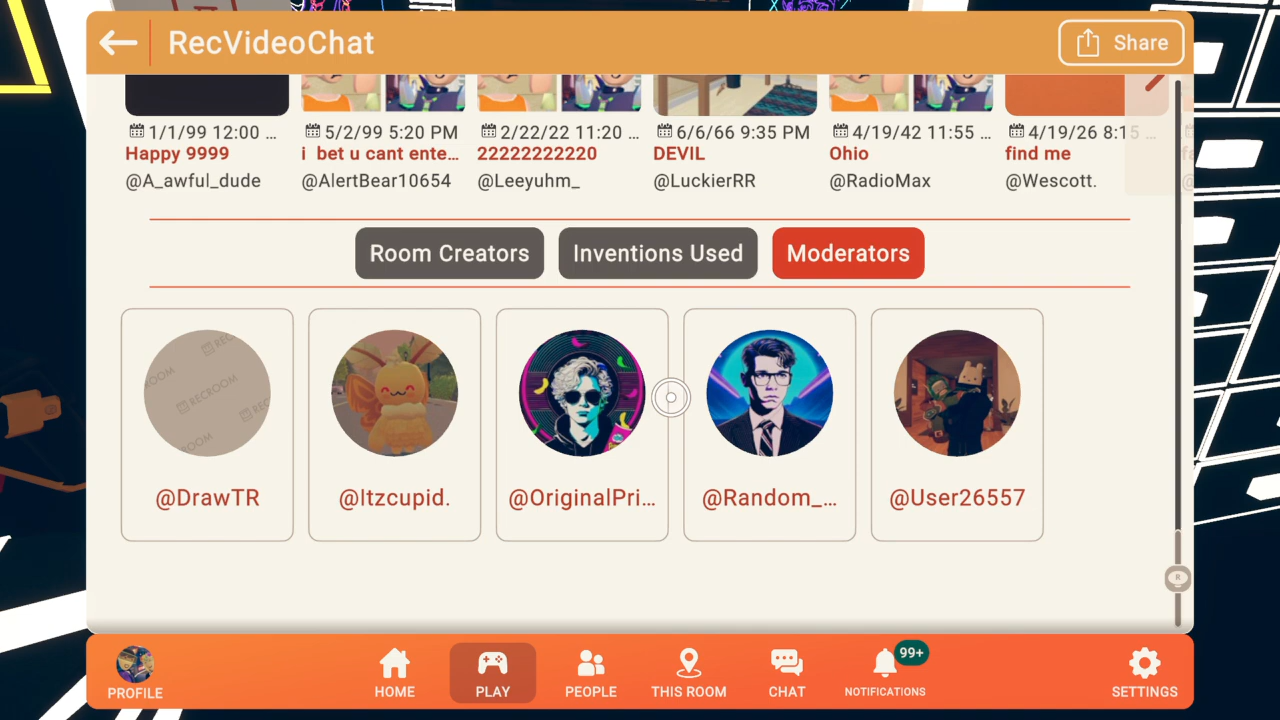 RecVideoChat
Share
1/1/99 12:00 ...
5/2/99 5:20 PM
2/22/22 11:20 ...
6/6/66 9:35 PM
4/19/42 11:55 ...
4/19/26 8:15 ...
Happy 9999
i bet u cant ente...
22222222220
DEVIL
Ohio
find me
@A_awful_dude
@AlertBear10654
@Leeyuhm_
@LuckierRR
@RadioMax
@Wescott.
Room Creators
Inventions Used
Moderators
RECROOM
@DrawTR
@Itzcupid.
@OriginalPri...
@Random_...
@User26557
R
PROFILE
HOME
PLAY
PEOPLE
THIS ROOM
CHAT
99+
NOTIFICATIONS
SETTINGS